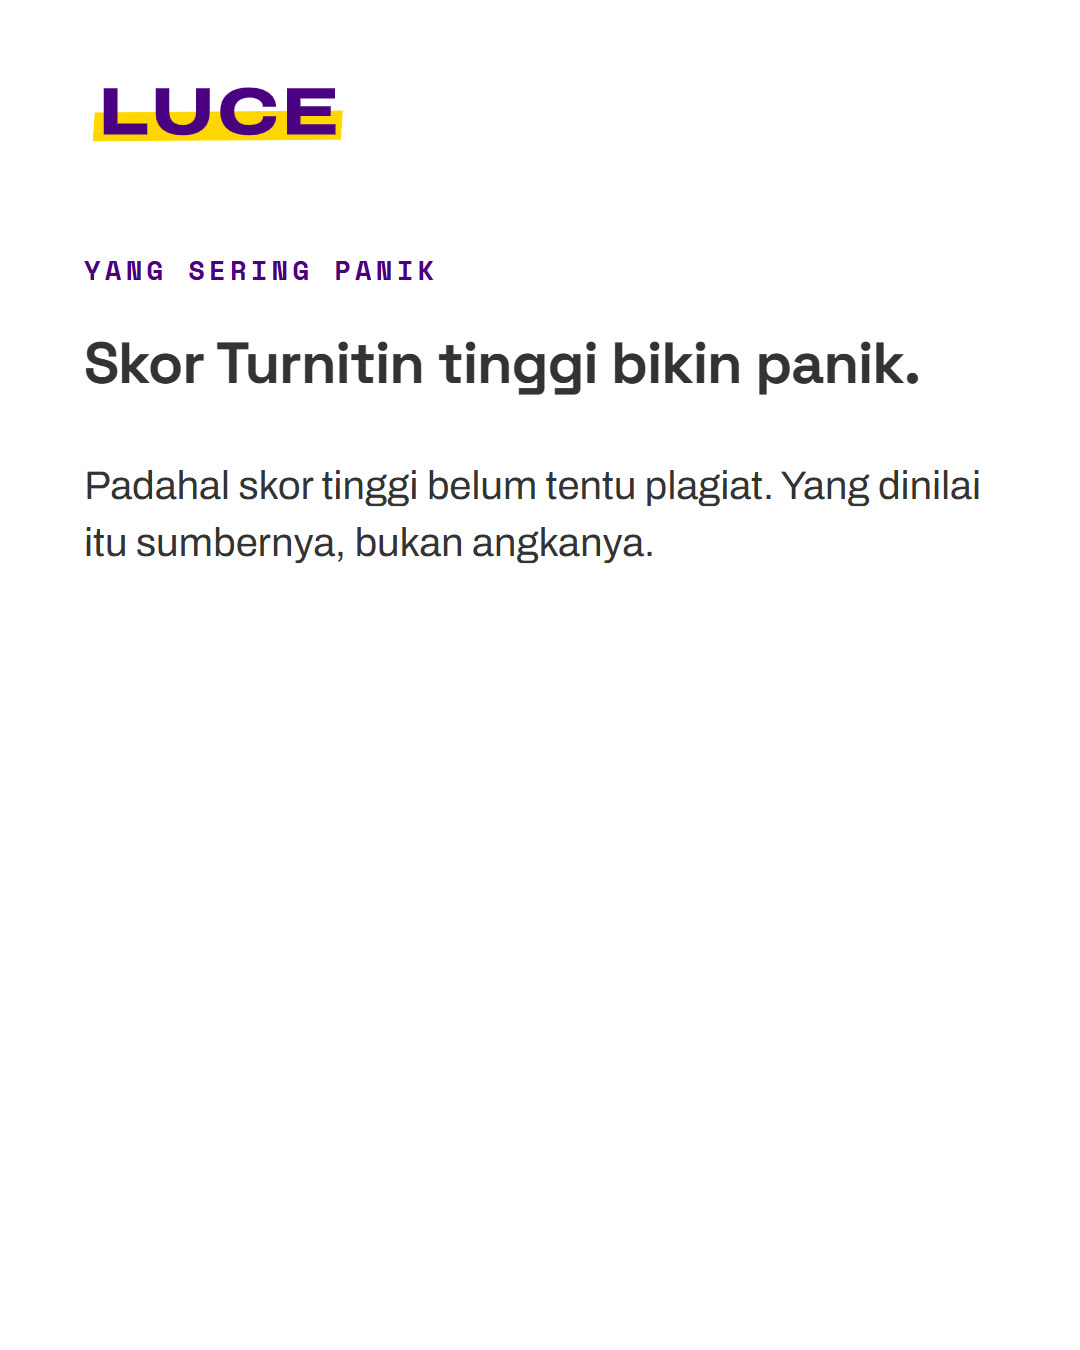 LUCE
YANG SERING PANIK
Skor Turnitin tinggi bikin panik.
Padahal skor tinggi belum tentu plagiat. Yang dinilai
itu sumbernya, bukan angkanya.